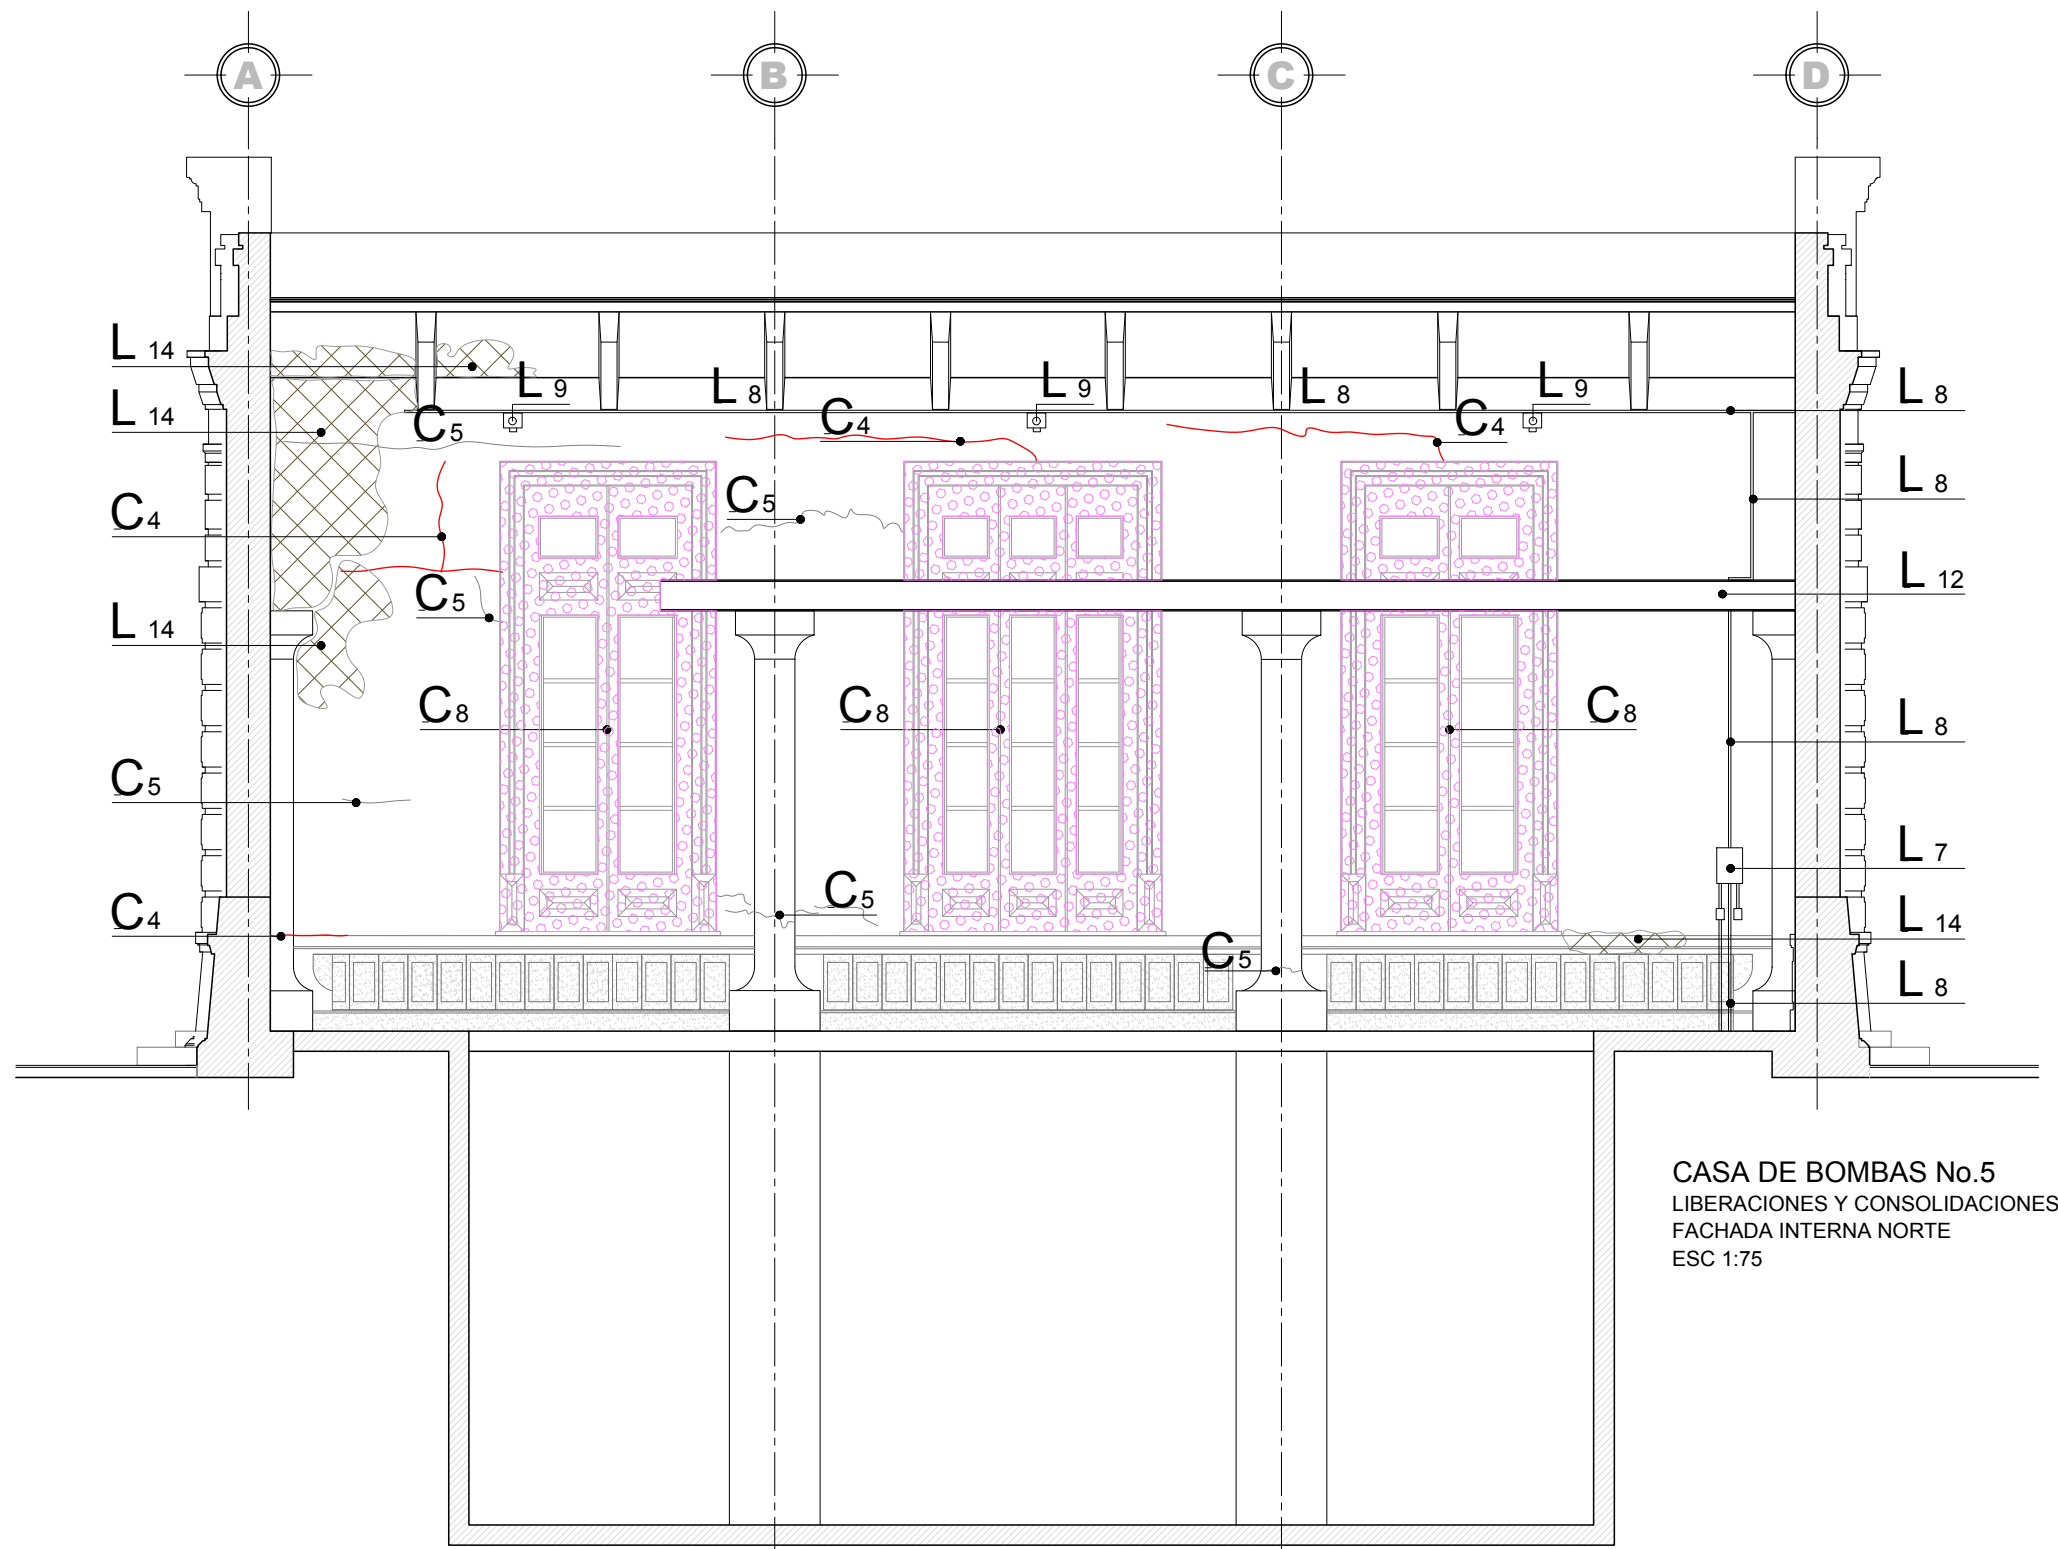 A B C D
L 14
L 9 L 8 L 9 L 8 L 9
L 8
L 14
C5 C4 C4
L 8
C4
C5
L 12
C5
L 14
C8 C8 C8
L 8
C5
L 7
C4
C5
L 14
C5
L 8
CASA DE BOMBAS No.5
LIBERACIONES Y CONSOLIDACIONES
FACHADA INTERNA NORTE
ESC 1:75